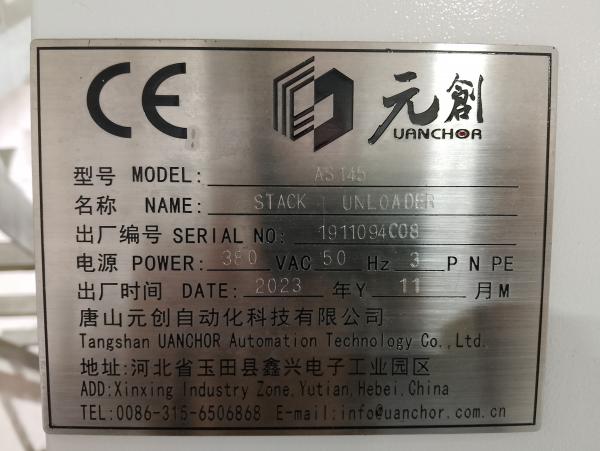 CE 元創
UANCHOR
型号 MODEL: AS145
名称 NAME: STACK UNLOADER
出厂编号 SERIAL NO: 1911094C08
电源 POWER: 380 VAC 50 Hz 3 P N PE
出厂时间 DATE: 2023 年Y 11 月M
唐山元创自动化科技有限公司
Tangshan UANCHOR Automation Technology Co.,Ltd.
地址:河北省玉田县鑫兴电子工业园区
ADD:Xinxing Industry Zone,Yutian,Hebei,China
TEL:0086-315-6506868 E-mail:info@uanchor.com.cn